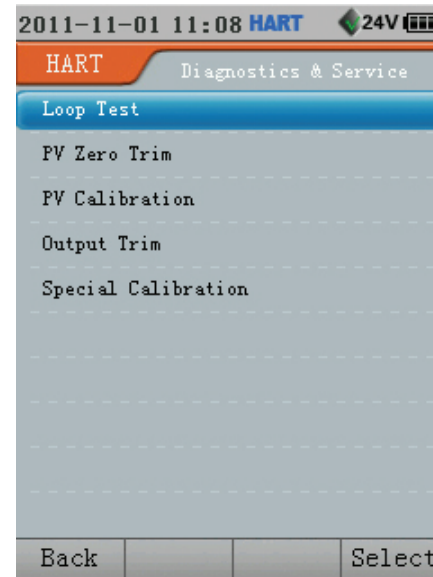 2011-11-01 11:08 HART 24V
HART Diagnostics & Service
Loop Test
PV Zero Trim
PV Calibration
Output Trim
Special Calibration
Back Select